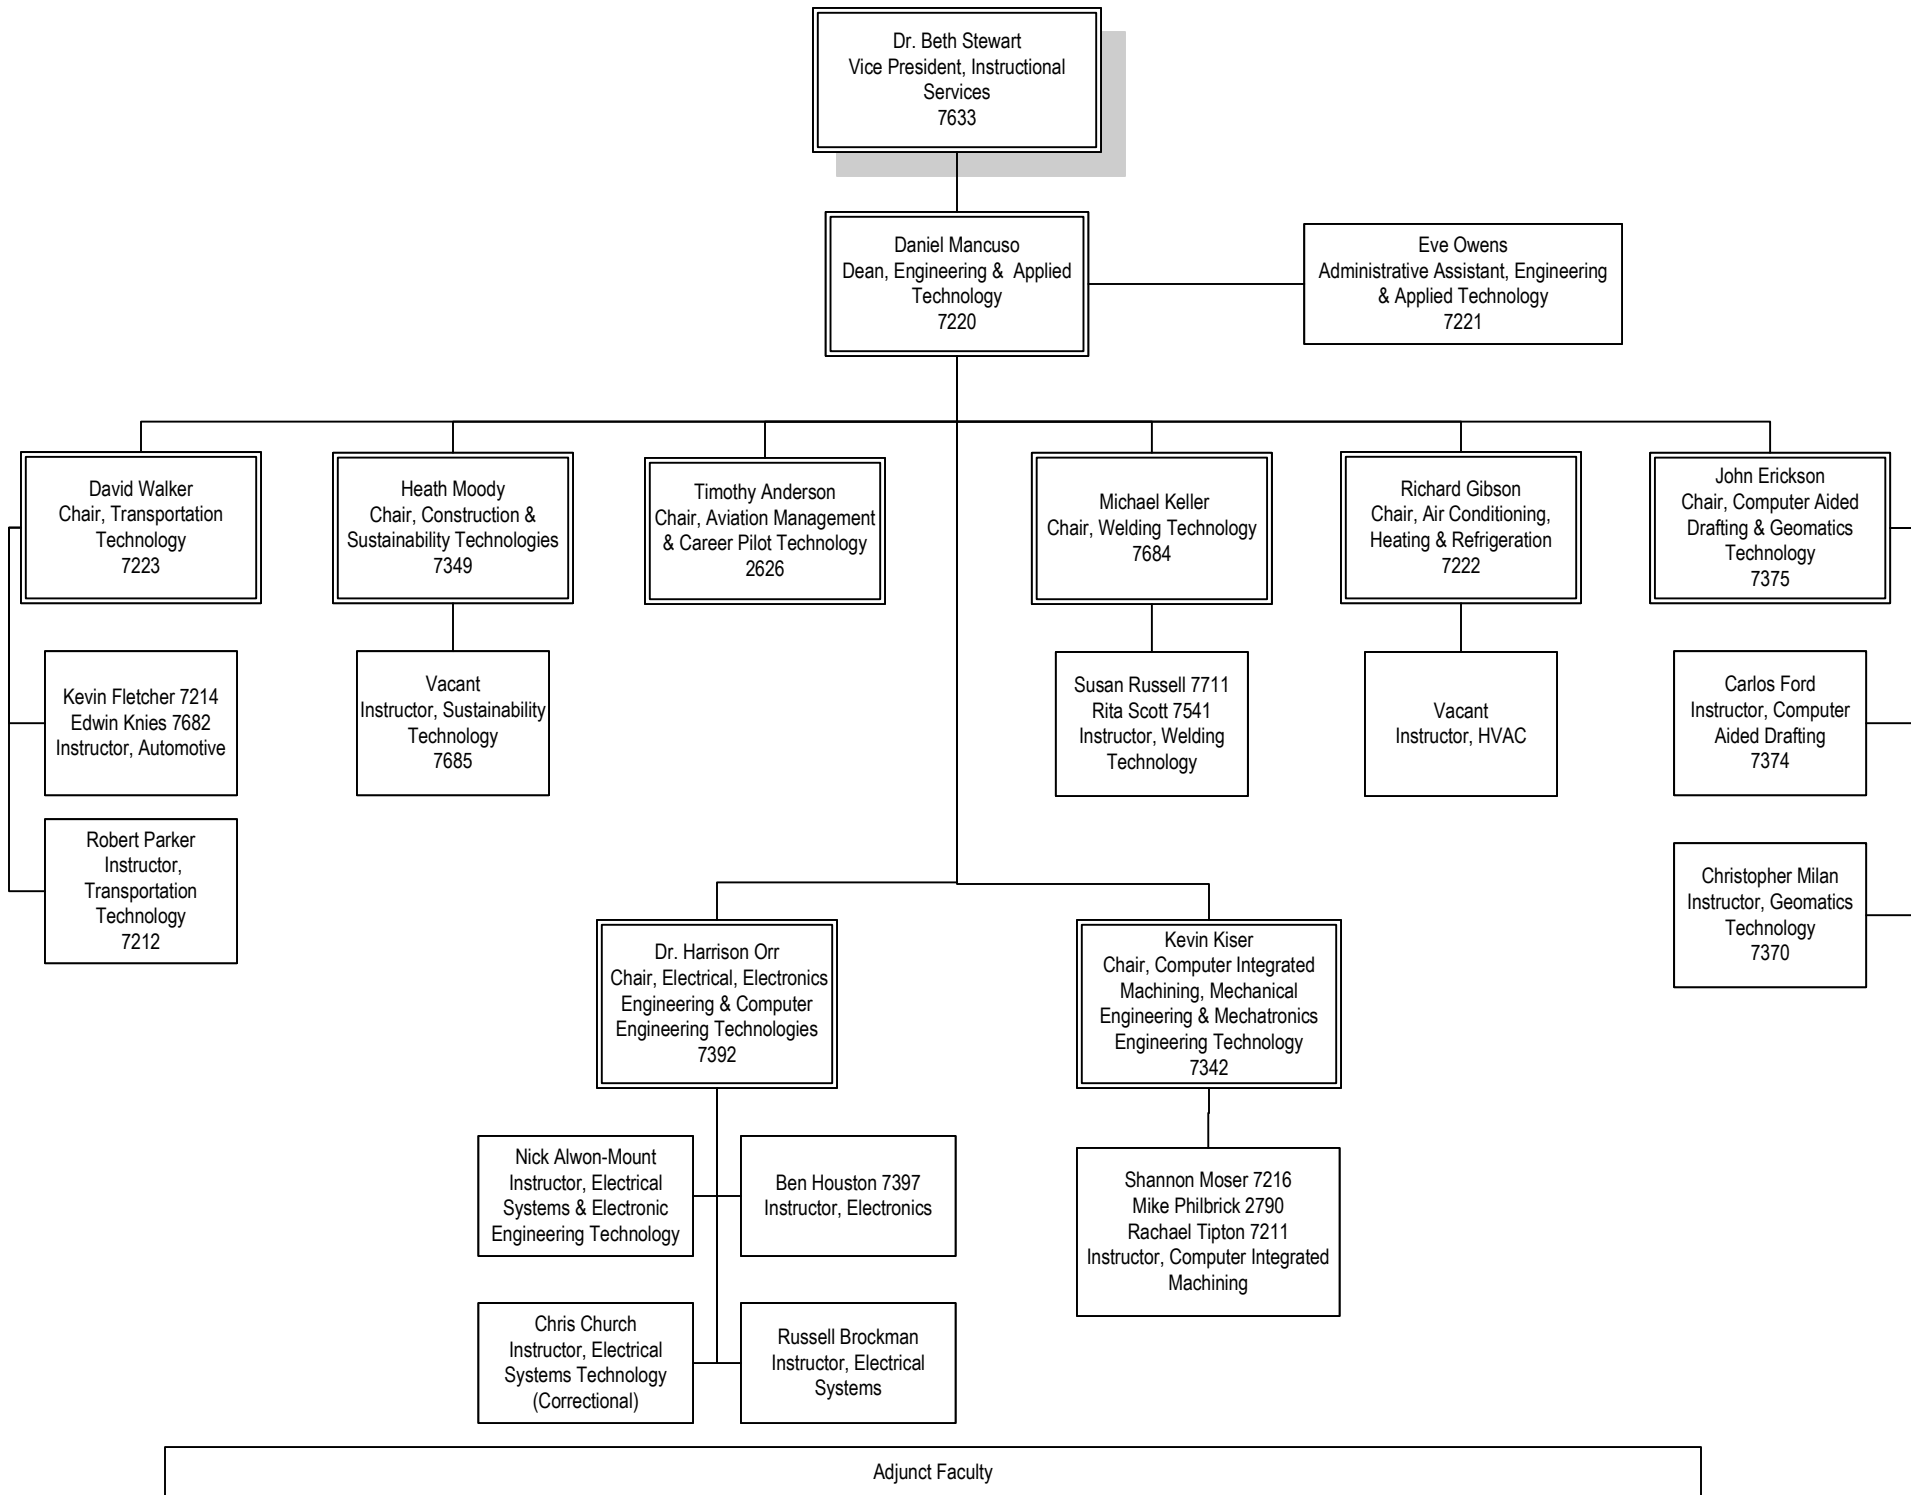 Dr. Beth Stewart
Vice President, Instructional
Services
7633
Daniel Mancuso
Dean, Engineering & Applied
Technology
7220
Eve Owens
Administrative Assistant, Engineering
& Applied Technology
7221
David Walker
Chair, Transportation
Technology
7223
Heath Moody
Chair, Construction &
Sustainability Technologies
7349
Timothy Anderson
Chair, Aviation Management
& Career Pilot Technology
2626
Michael Keller
Chair, Welding Technology
7684
Richard Gibson
Chair, Air Conditioning,
Heating & Refrigeration
7222
John Erickson
Chair, Computer Aided
Drafting & Geomatics
Technology
7375
Kevin Fletcher 7214
Edwin Knies 7682
Instructor, Automotive
Vacant
Instructor, Sustainability
Technology
7685
Susan Russell 7711
Rita Scott 7541
Instructor, Welding
Technology
Vacant
Instructor, HVAC
Carlos Ford
Instructor, Computer
Aided Drafting
7374
Robert Parker
Instructor,
Transportation
Technology
7212
Christopher Milan
Instructor, Geomatics
Technology
7370
Dr. Harrison Orr
Chair, Electrical, Electronics
Engineering & Computer
Engineering Technologies
7392
Kevin Kiser
Chair, Computer Integrated
Machining, Mechanical
Engineering & Mechatronics
Engineering Technology
7342
Nick Alwon-Mount
Instructor, Electrical
Systems & Electronic
Engineering Technology
Ben Houston 7397
Instructor, Electronics
Shannon Moser 7216
Mike Philbrick 2790
Rachael Tipton 7211
Instructor, Computer Integrated
Machining
Chris Church
Instructor, Electrical
Systems Technology
(Correctional)
Russell Brockman
Instructor, Electrical
Systems
Adjunct Faculty